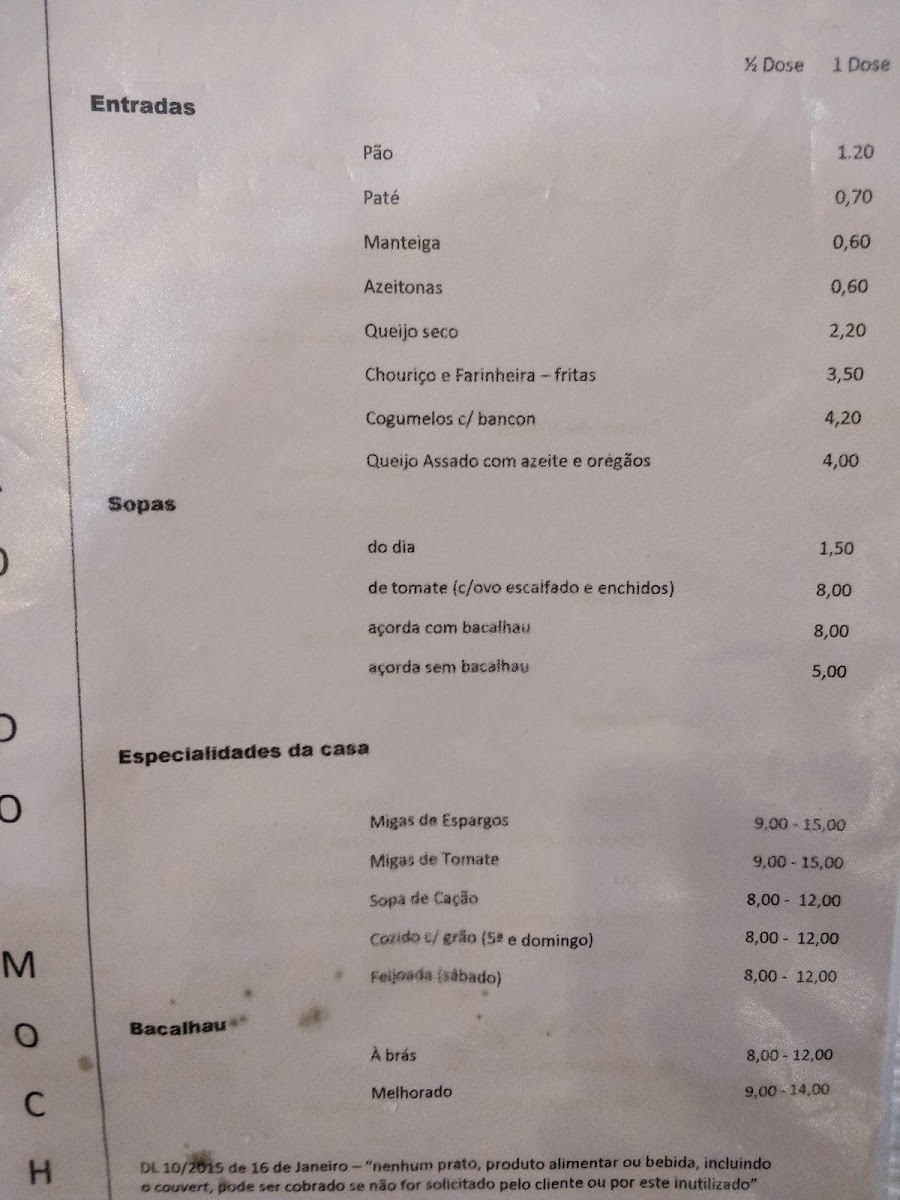 ½ Dose 1 Dose
Entradas
Pão 1.20
Paté 0,70
Manteiga 0,60
Azeitonas 0,60
Queijo seco 2,20
Chouriço e Farinheira – fritas 3,50
Cogumelos c/ bancon 4,20
Queijo Assado com azeite e orégãos 4,00
Sopas
do dia 1,50
de tomate (c/ovo escalfado e enchidos) 8,00
açorda com bacalhau 8,00
açorda sem bacalhau 5,00
Especialidades da casa
Migas de Espargos 9,00 - 15,00
Migas de Tomate 9,00 - 15,00
Sopa de Cação 8,00 - 12,00
Cozido c/ grão (5ª e domingo) 8,00 - 12,00
Feijoada (sábado) 8,00 - 12,00
Bacalhau
À brás 8,00 - 12,00
Melhorado 9,00 - 14,00
DL 10/2015 de 16 de Janeiro – “nenhum prato, produto alimentar ou bebida, incluindo
o couvert, pode ser cobrado se não for solicitado pelo cliente ou por este inutilizado”
O
O
M
O
C
H